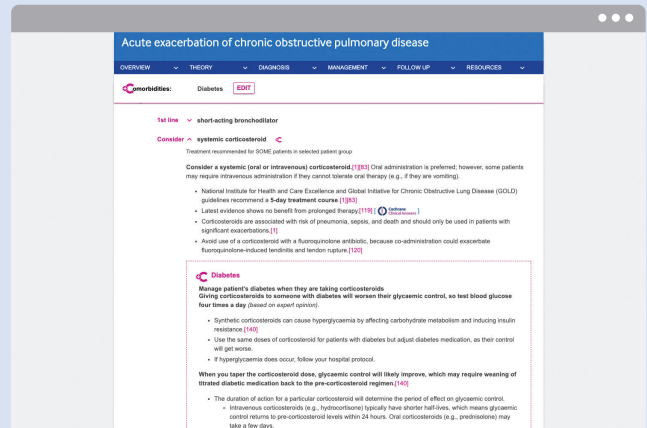 Acute exacerbation of chronic obstructive pulmonary disease
OVERVIEW THEORY DIAGNOSIS MANAGEMENT FOLLOW UP RESOURCES
Comorbidities: Diabetes EDIT
1st line short-acting bronchodilator
Consider systemic corticosteroid
Treatment recommended for SOME patients in selected patient group
Consider a systemic (oral or intravenous) corticosteroid.[1][83] Oral administration is preferred; however, some patients
may require intravenous administration if they cannot tolerate oral therapy (e.g., if they are vomiting).
• National Institute for Health and Care Excellence and Global Initiative for Chronic Obstructive Lung Disease (GOLD)
guidelines recommend a 5-day treatment course.[1][83]
• Latest evidence shows no benefit from prolonged therapy.[119] [ Cochrane Clinical Answers ]
• Corticosteroids are associated with risk of pneumonia, sepsis, and death and should only be used in patients with
significant exacerbations.[1]
• Avoid use of a corticosteroid with a fluoroquinolone antibiotic, because co-administration could exacerbate
fluoroquinolone-induced tendinitis and tendon rupture.[120]
Diabetes
Manage patient's diabetes when they are taking corticosteroids
Giving corticosteroids to someone with diabetes will worsen their glycaemic control, so test blood glucose
four times a day (based on expert opinion).
• Synthetic corticosteroids can cause hyperglycaemia by affecting carbohydrate metabolism and inducing insulin
resistance.[140]
• Use the same doses of corticosteroid for patients with diabetes but adjust diabetes medication, as their control
will get worse.
• If hyperglycaemia does occur, follow your hospital protocol.
When you taper the corticosteroid dose, glycaemic control will likely improve, which may require weaning of
titrated diabetic medication back to the pre-corticosteroid regimen.[140]
• The duration of action for a particular corticosteroid will determine the period of effect on glycaemic control.
• Intravenous corticosteroids (e.g., hydrocortisone) typically have shorter half-lives, which means glycaemic
control returns to pre-corticosteroid levels within 24 hours. Oral corticosteroids (e.g., prednisolone) may
take a few days.